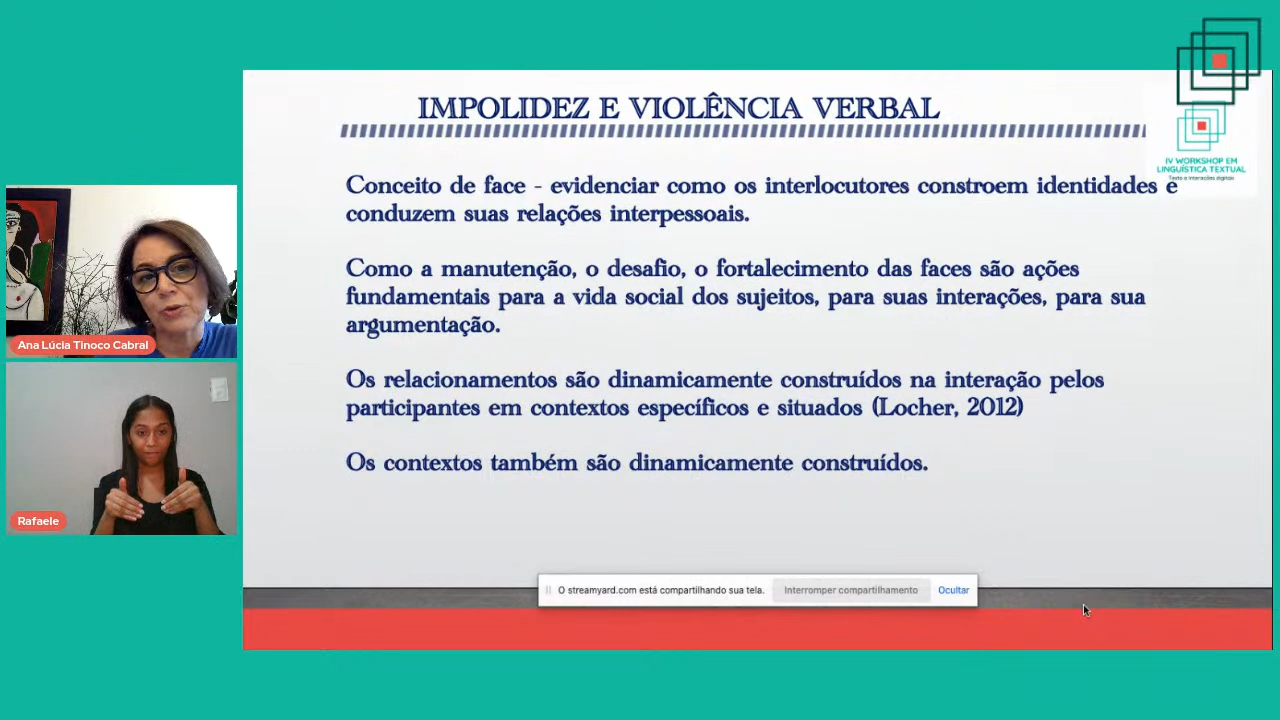 IMPOLIDEZ E VIOLÊNCIA VERBAL
IV WORKSHOP EM
LINGUÍSTICA TEXTUAL
Texto e interações digitais
Conceito de face - evidenciar como os interlocutores constroem identidades e
conduzem suas relações interpessoais.
Como a manutenção, o desafio, o fortalecimento das faces são ações
fundamentais para a vida social dos sujeitos, para suas interações, para sua
argumentação.
Os relacionamentos são dinamicamente construídos na interação pelos
participantes em contextos específicos e situados (Locher, 2012)
Os contextos também são dinamicamente construídos.
Ana Lúcia Tinoco Cabral
Rafaele
O streamyard.com está compartilhando sua tela.
Interromper compartilhamento
Ocultar